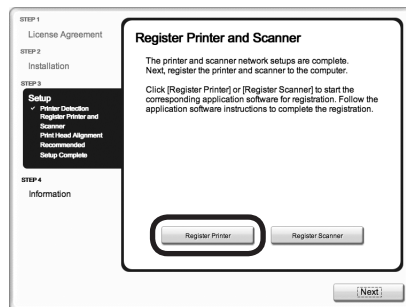 STEP 1
License Agreement
STEP 2
Installation
STEP 3
Setup
✓ Printer Detection
Register Printer and
Scanner
Print Head Alignment
Recommended
Setup Complete
STEP 4
Information
Register Printer and Scanner
The printer and scanner network setups are complete.
Next, register the printer and scanner to the computer.
Click [Register Printer] or [Register Scanner] to start the
corresponding application software for registration. Follow the
application software instructions to complete the registration.
Register Printer
Register Scanner
Next